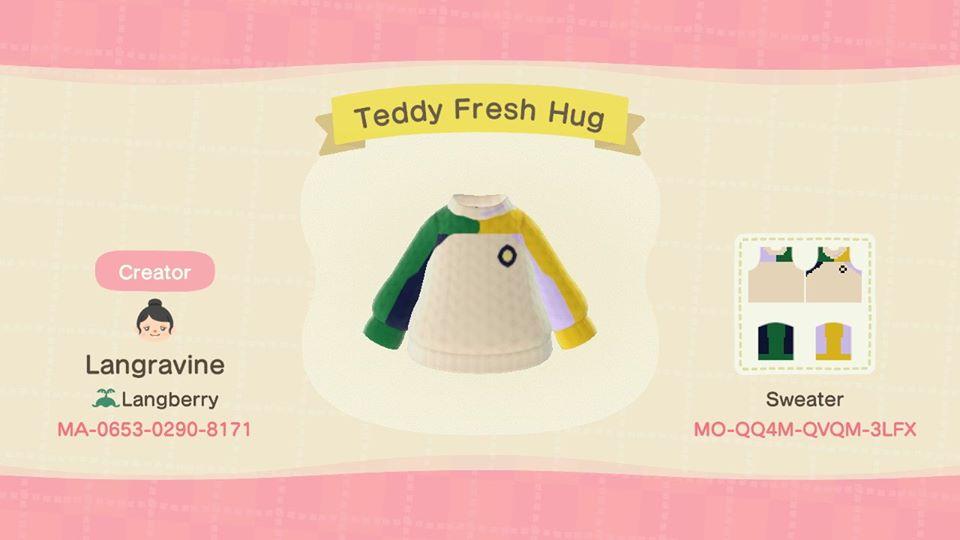 Teddy Fresh Hug
Creator
Langravine
Langberry
MA-0653-0290-8171
Sweater
MO-QQ4M-QVQM-3LFX